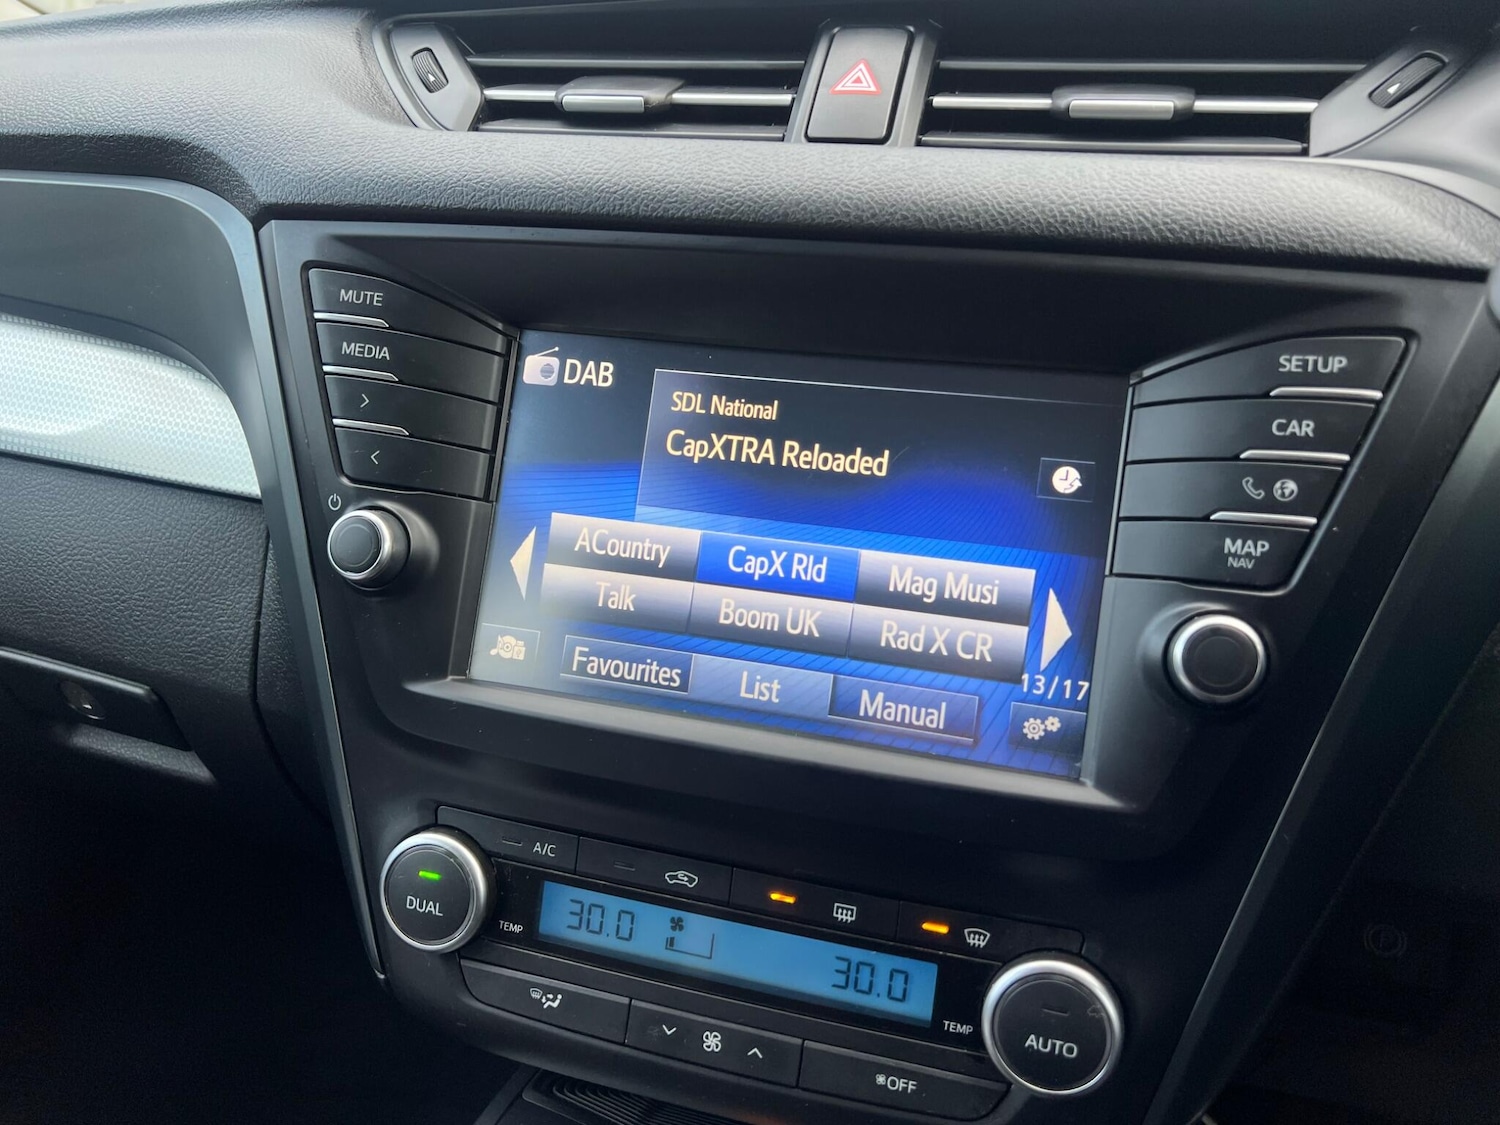 MUTE
MEDIA
>
<
SETUP
CAR
MAP
NAV
DAB
SDL National
CapXTRA Reloaded
ACountry
CapX Rld
Mag Musi
Talk
Boom UK
Rad X CR
13/17
Favourites
List
Manual
A/C
DUAL
TEMP
30.0
30.0
TEMP
AUTO
OFF